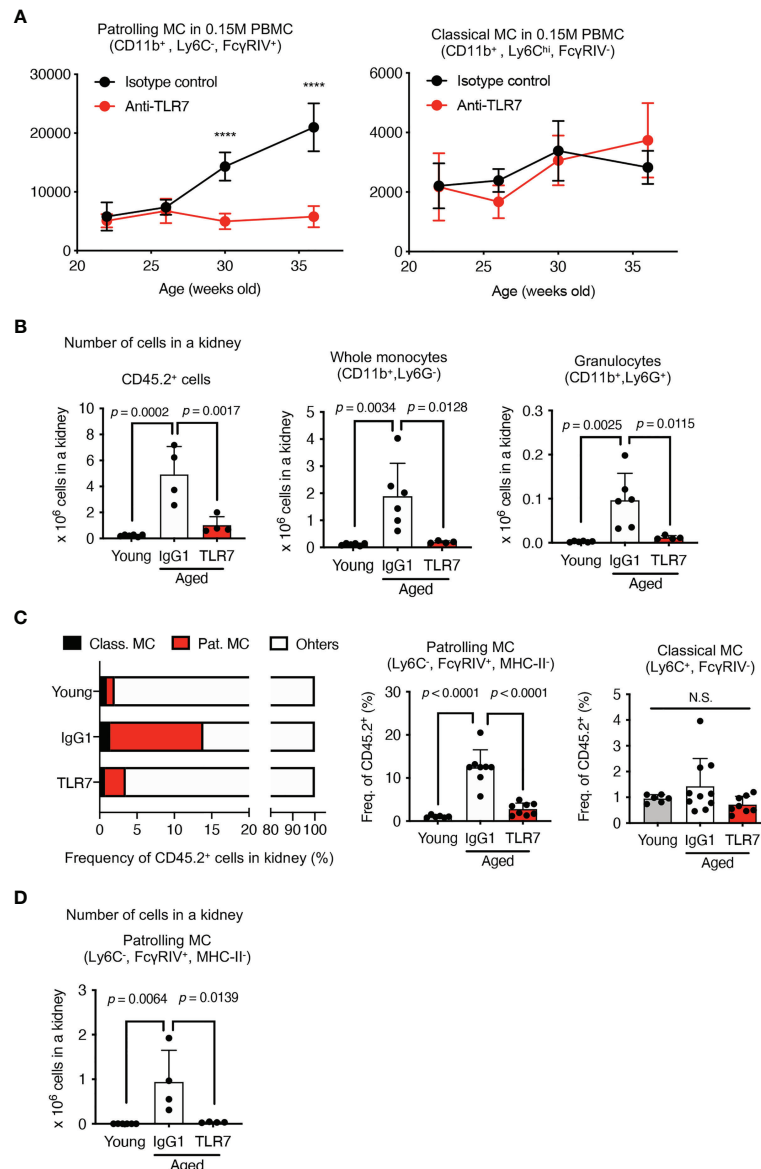 A
Patrolling MC in 0.15M PBMC
(CD11b⁺ , Ly6C⁻, FcγRIV⁺)
30000
20000
10000
0
20 25 30 35
Age (weeks old)
Isotype control
Anti-TLR7
****
****
Classical MC in 0.15M PBMC
(CD11b⁺ , Ly6Cʰⁱ, FcγRIV⁻)
6000
4000
2000
0
20 25 30 35
Age (weeks old)
Isotype control
Anti-TLR7
B
Number of cells in a kidney
CD45.2⁺ cells
p = 0.0002 p = 0.0017
x 10⁶ cells in a kidney
10
8
6
4
2
0
Young IgG1 TLR7
Aged
Whole monocytes
(CD11b⁺,Ly6G⁻)
p = 0.0034 p = 0.0128
x 10⁶ cells in a kidney
5
4
3
2
1
0
Young IgG1 TLR7
Aged
Granulocytes
(CD11b⁺,Ly6G⁺)
p = 0.0025 p = 0.0115
x 10⁶ cells in a kidney
0.3
0.2
0.1
0.0
Young IgG1 TLR7
Aged
C
Class. MC Pat. MC Ohters
Young
IgG1
TLR7
0 5 10 15 20 80 90 100
Frequency of CD45.2⁺ cells in kidney (%)
Patrolling MC
(Ly6C⁻, FcγRIV⁺, MHC-II⁻)
p < 0.0001 p < 0.0001
Freq. of CD45.2⁺ (%)
30
20
10
0
Young IgG1 TLR7
Aged
Classical MC
(Ly6C⁺, FcγRIV⁻)
N.S.
Freq. of CD45.2⁺ (%)
5
4
3
2
1
0
Young IgG1 TLR7
Aged
D
Number of cells in a kidney
Patrolling MC
(Ly6C⁻, FcγRIV⁺, MHC-II⁻)
p = 0.0064 p = 0.0139
x 10⁶ cells in a kidney
3
2
1
0
Young IgG1 TLR7
Aged